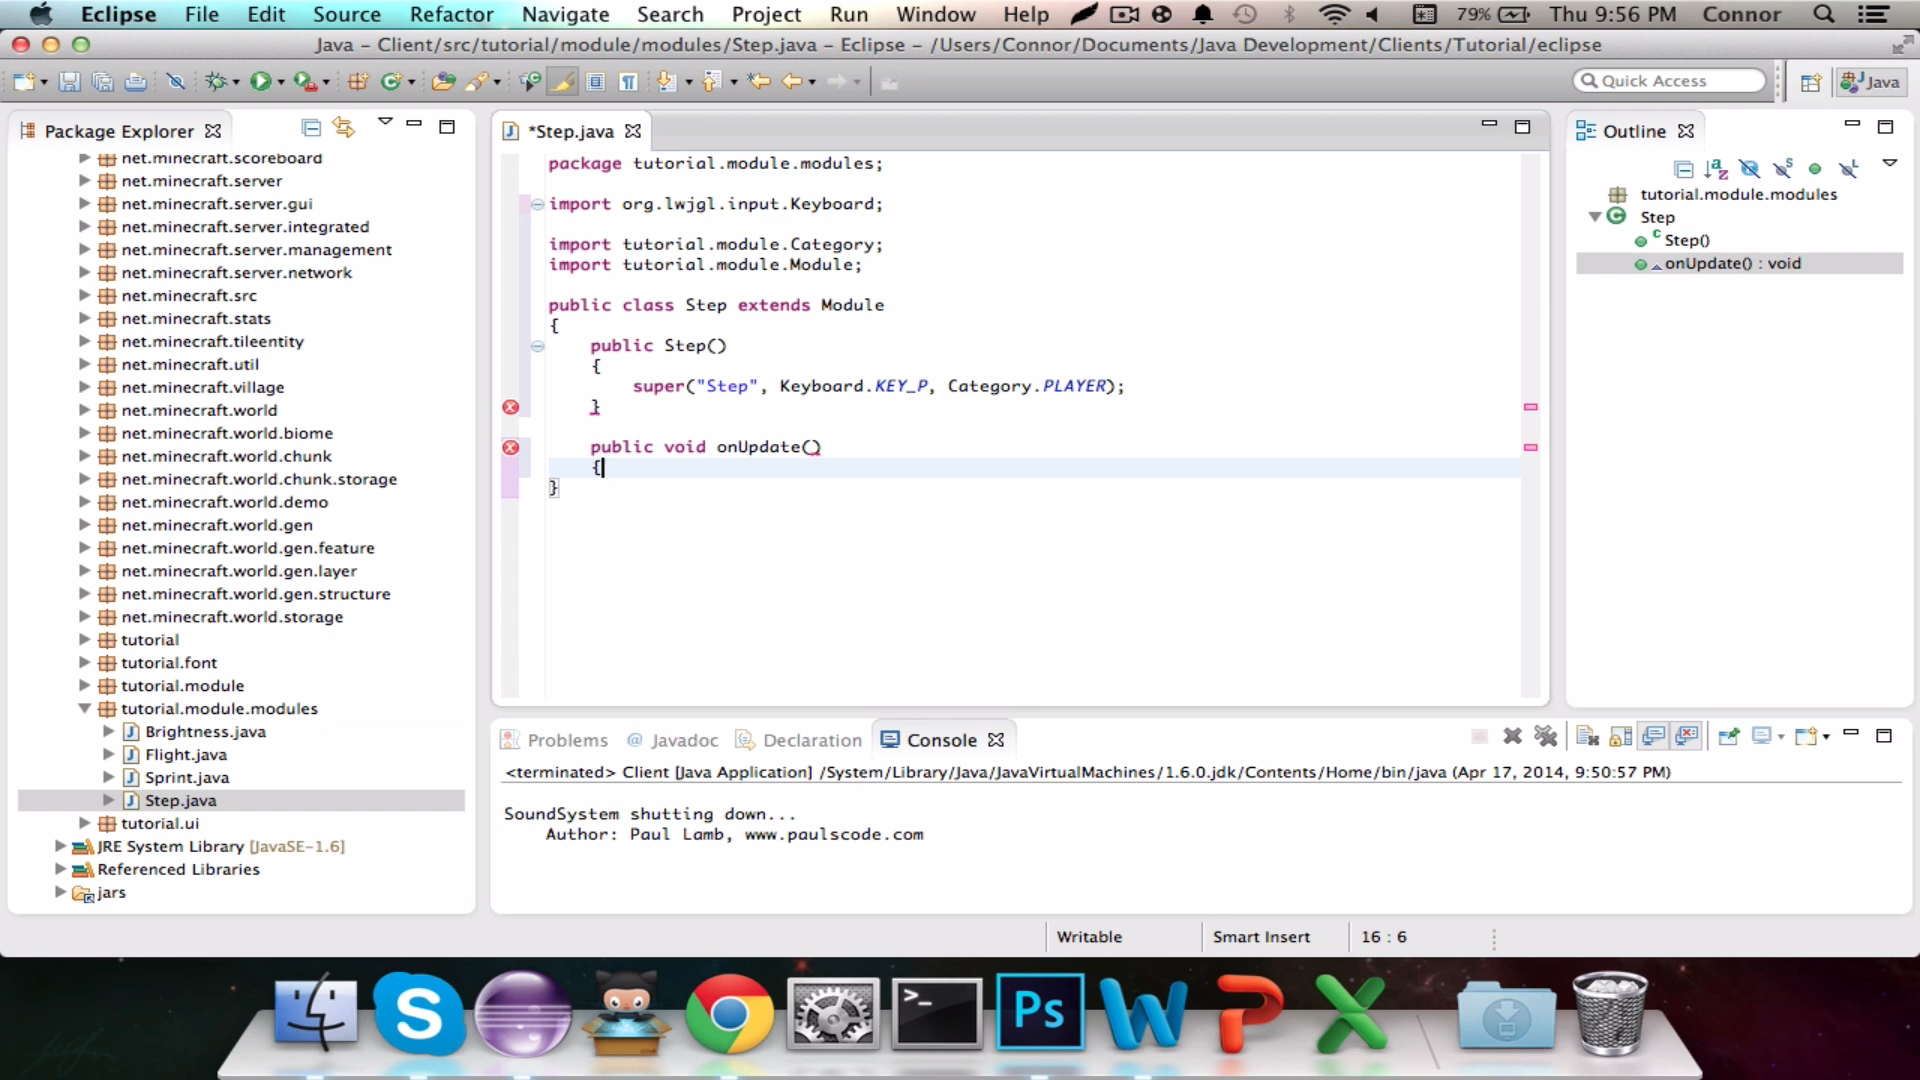 Eclipse File Edit Source Refactor Navigate Search Project Run Window Help 79% Thu 9:56 PM Connor
Java – Client/src/tutorial/module/modules/Step.java – Eclipse – /Users/Connor/Documents/Java Development/Clients/Tutorial/eclipse
Quick Access
Java
Package Explorer
net.minecraft.scoreboard
net.minecraft.server
net.minecraft.server.gui
net.minecraft.server.integrated
net.minecraft.server.management
net.minecraft.server.network
net.minecraft.src
net.minecraft.stats
net.minecraft.tileentity
net.minecraft.util
net.minecraft.village
net.minecraft.world
net.minecraft.world.biome
net.minecraft.world.chunk
net.minecraft.world.chunk.storage
net.minecraft.world.demo
net.minecraft.world.gen
net.minecraft.world.gen.feature
net.minecraft.world.gen.layer
net.minecraft.world.gen.structure
net.minecraft.world.storage
tutorial
tutorial.font
tutorial.module
tutorial.module.modules
Brightness.java
Flight.java
Sprint.java
Step.java
tutorial.ui
JRE System Library [JavaSE-1.6]
Referenced Libraries
jars
*Step.java
package tutorial.module.modules;
import org.lwjgl.input.Keyboard;
import tutorial.module.Category;
import tutorial.module.Module;
public class Step extends Module
{
public Step()
{
super("Step", Keyboard.KEY_P, Category.PLAYER);
}
public void onUpdate()
{
}
Outline
tutorial.module.modules
Step
Step()
onUpdate() : void
Problems @ Javadoc Declaration Console
<terminated> Client [Java Application] /System/Library/Java/JavaVirtualMachines/1.6.0.jdk/Contents/Home/bin/java (Apr 17, 2014, 9:50:57 PM)
SoundSystem shutting down...
Author: Paul Lamb, www.paulscode.com
Writable
Smart Insert
16 : 6
S
>_
Ps